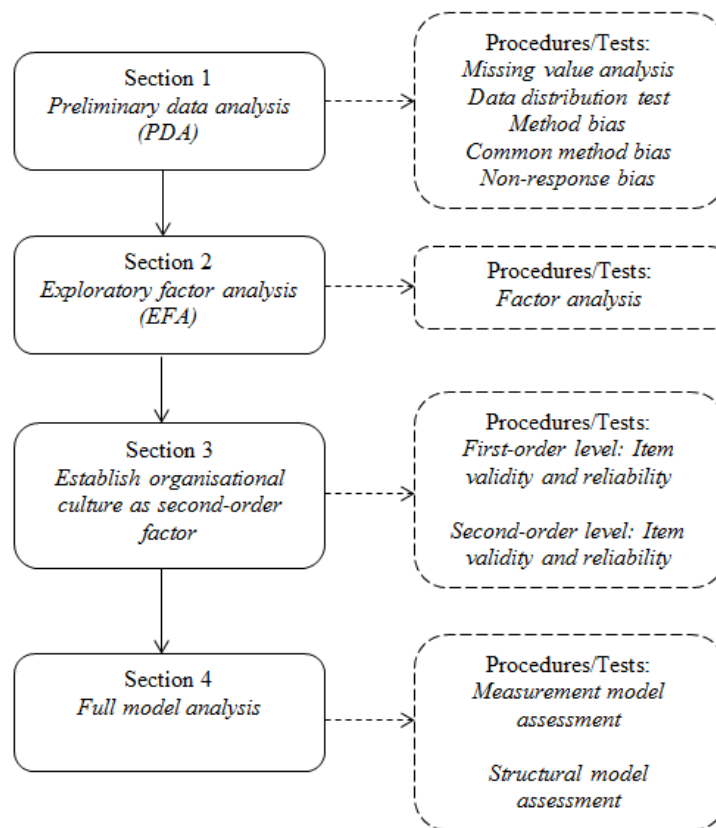 Section 1
Preliminary data analysis
(PDA)
Procedures/Tests:
Missing value analysis
Data distribution test
Method bias
Common method bias
Non-response bias
Section 2
Exploratory factor analysis
(EFA)
Procedures/Tests:
Factor analysis
Section 3
Establish organisational
culture as second-order
factor
Procedures/Tests:
First-order level: Item
validity and reliability
Second-order level: Item
validity and reliability
Section 4
Full model analysis
Procedures/Tests:
Measurement model
assessment
Structural model
assessment